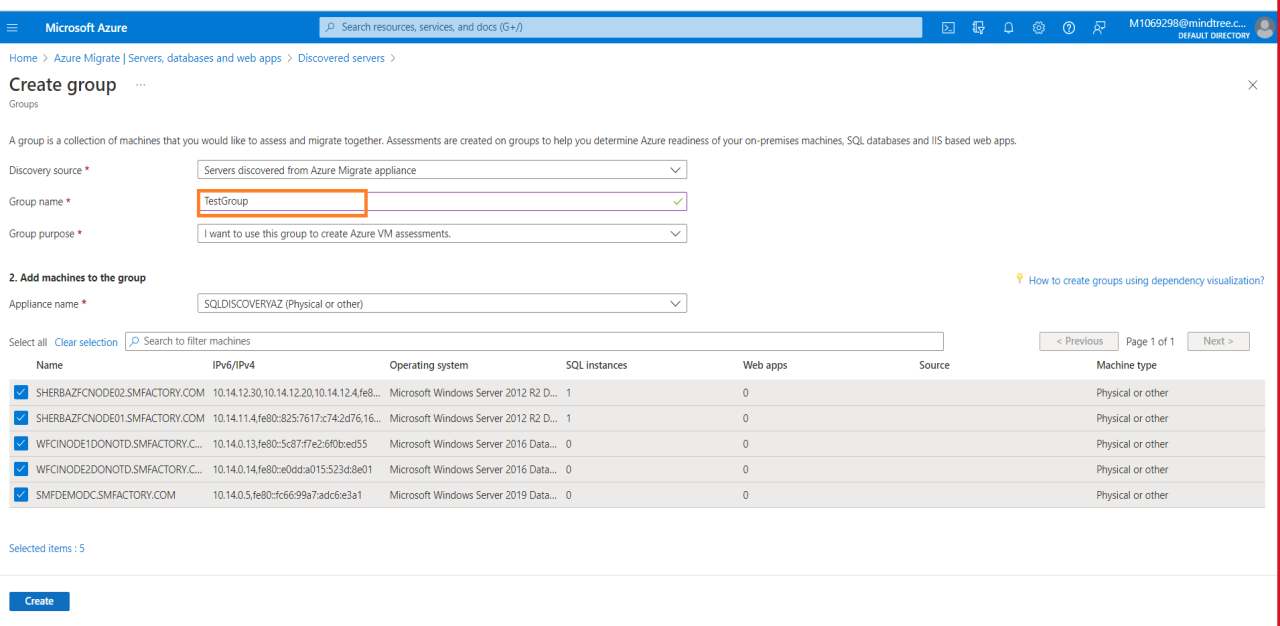 Microsoft Azure
Search resources, services, and docs (G+/)
M1069298@mindtree.c...
DEFAULT DIRECTORY
Home > Azure Migrate | Servers, databases and web apps > Discovered servers >
Create group ...
Groups
A group is a collection of machines that you would like to assess and migrate together. Assessments are created on groups to help you determine Azure readiness of your on-premises machines, SQL databases and IIS based web apps.
Discovery source * Servers discovered from Azure Migrate appliance
Group name * TestGroup
Group purpose * I want to use this group to create Azure VM assessments.
2. Add machines to the group
How to create groups using dependency visualization?
Appliance name * SQLDISCOVERYAZ (Physical or other)
Select all Clear selection Search to filter machines < Previous Page 1 of 1 Next >
Name IPv6/IPv4 Operating system SQL instances Web apps Source Machine type
SHERBAZFCNODE02.SMFACTORY.COM 10.14.12.30,10.14.12.20,10.14.12.4,fe8... Microsoft Windows Server 2012 R2 D... 1 0 Physical or other
SHERBAZFCNODE01.SMFACTORY.COM 10.14.11.4,fe80::825:7617:c74:2d76,16... Microsoft Windows Server 2012 R2 D... 1 0 Physical or other
WFCINODE1DONOTD.SMFACTORY.C... 10.14.0.13,fe80::5c87:f7e2:6f0b:ed55 Microsoft Windows Server 2016 Data... 0 0 Physical or other
WFCINODE2DONOTD.SMFACTORY.C... 10.14.0.14,fe80::e0dd:a015:523d:8e01 Microsoft Windows Server 2016 Data... 0 0 Physical or other
SMFDEMODC.SMFACTORY.COM 10.14.0.5,fe80::fc66:99a7:adc6:e3a1 Microsoft Windows Server 2019 Data... 0 0 Physical or other
Selected items : 5
Create